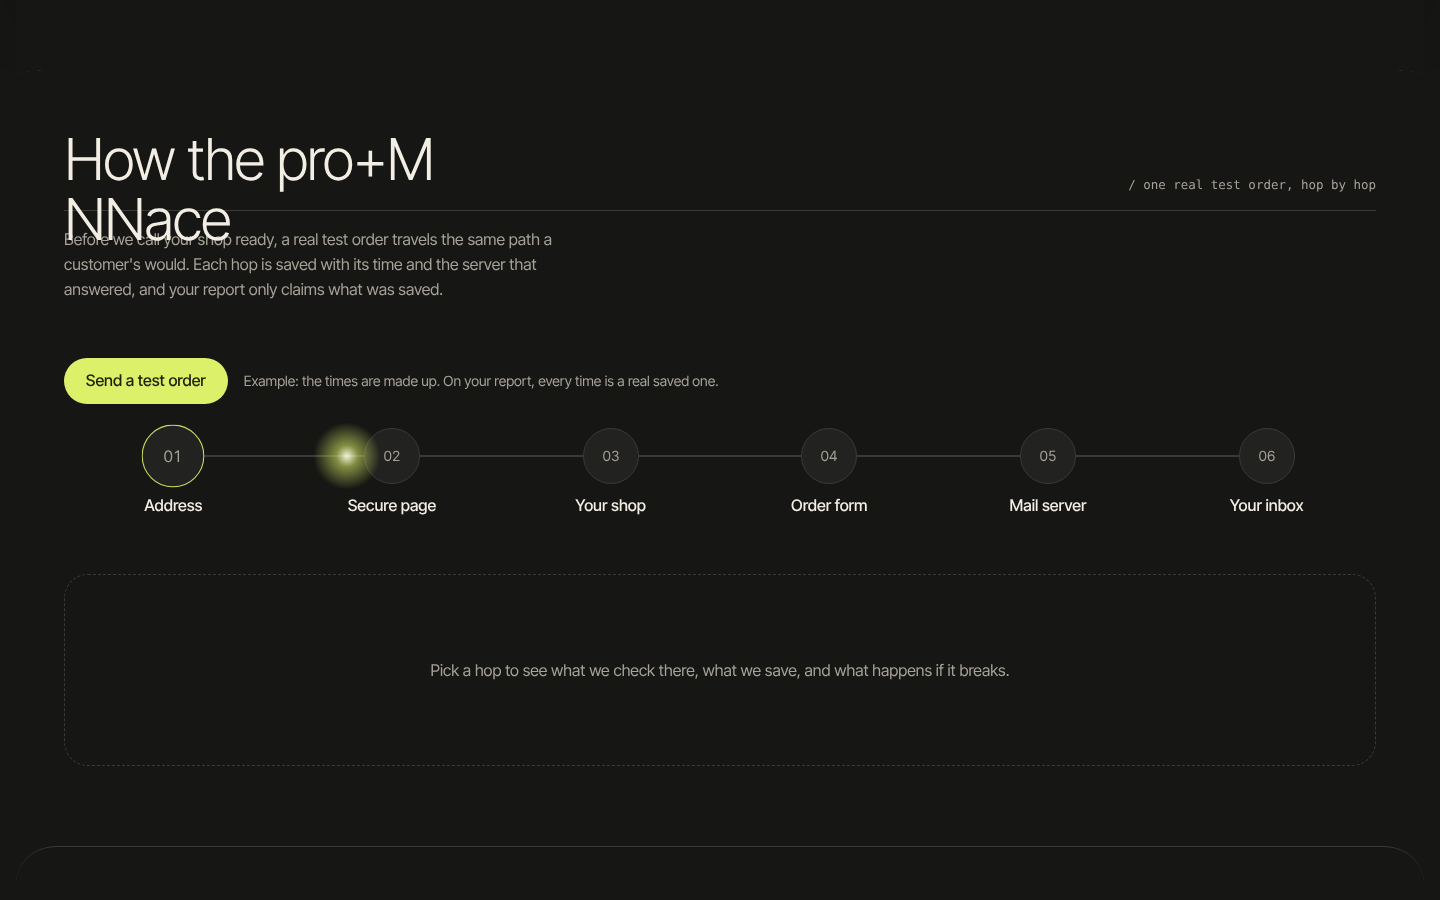 How the pro+M
NNace
/ one real test order, hop by hop
Before we call your shop ready, a real test order travels the same path a
customer's would. Each hop is saved with its time and the server that
answered, and your report only claims what was saved.
Send a test order
Example: the times are made up. On your report, every time is a real saved one.
01
02
03
04
05
06
Address
Secure page
Your shop
Order form
Mail server
Your inbox
Pick a hop to see what we check there, what we save, and what happens if it breaks.